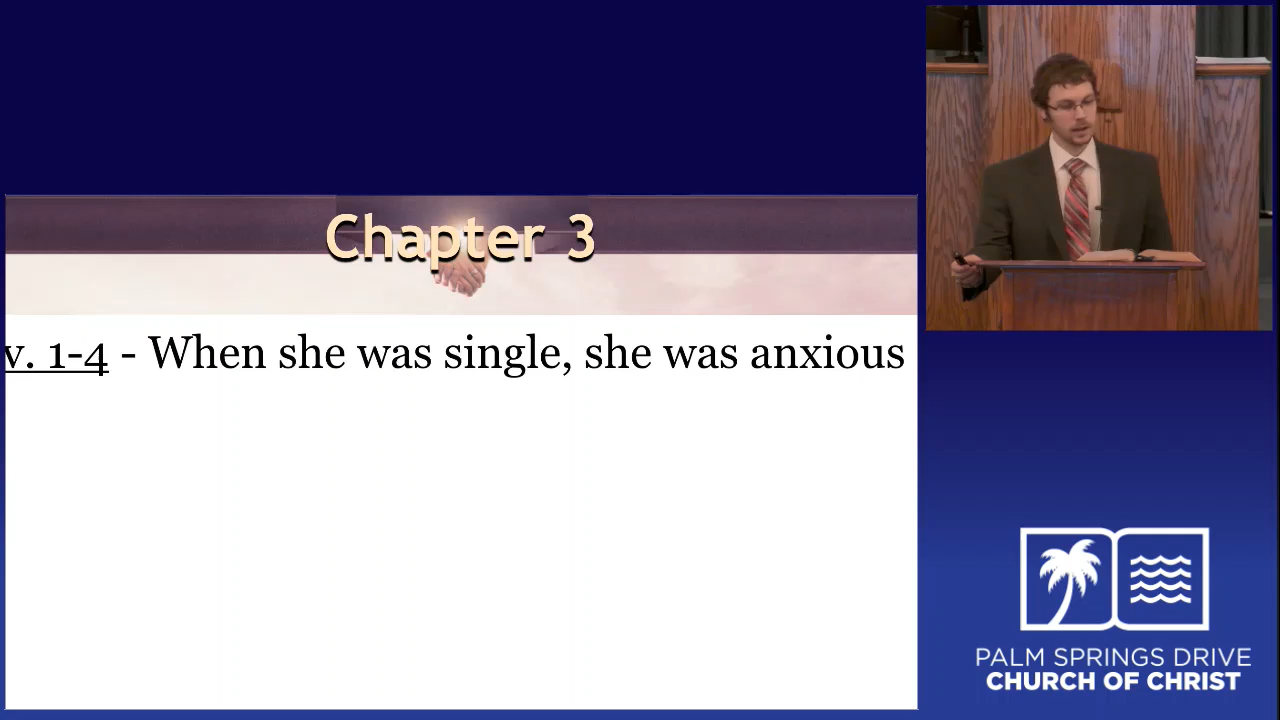 Chapter 3
v. 1-4 - When she was single, she was anxious
PALM SPRINGS DRIVE
CHURCH OF CHRIST